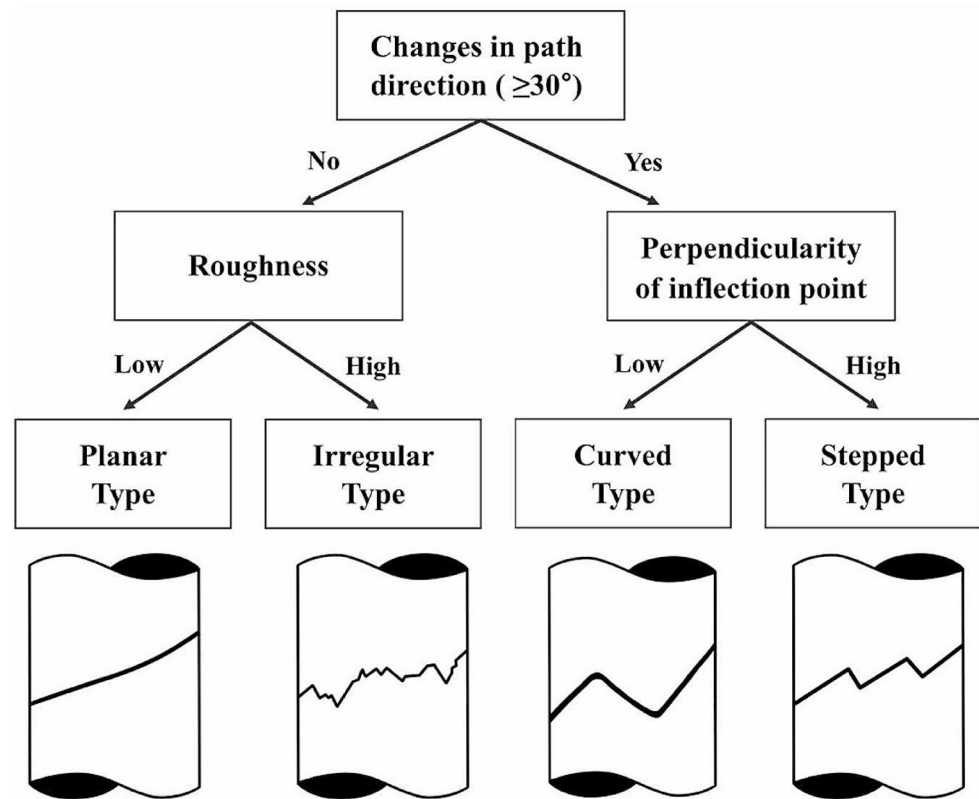 Changes in path
direction ( ≥30°)
No
Yes
Roughness
Perpendicularity
of inflection point
Low
High
Low
High
Planar
Type
Irregular
Type
Curved
Type
Stepped
Type